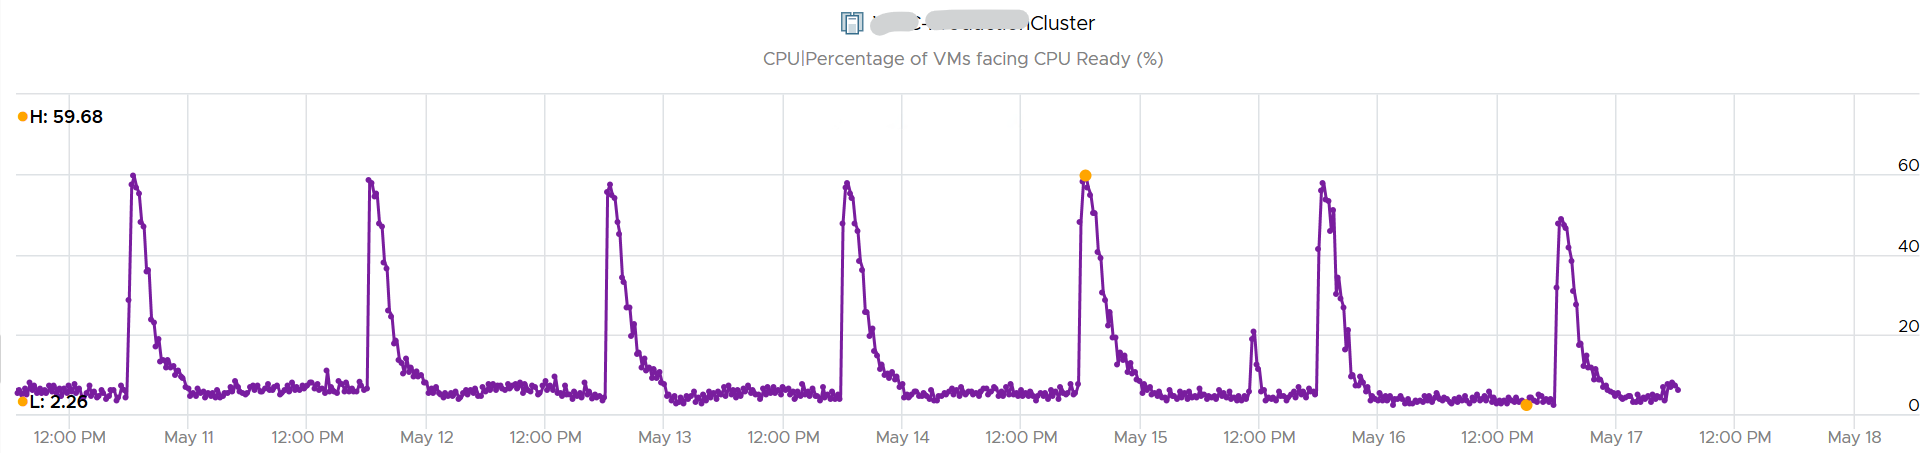 Cluster
CPU|Percentage of VMs facing CPU Ready (%)
H: 59.68
60
40
20
L: 2.26
0
12:00 PM May 11 12:00 PM May 12 12:00 PM May 13 12:00 PM May 14 12:00 PM May 15 12:00 PM May 16 12:00 PM May 17 12:00 PM May 18